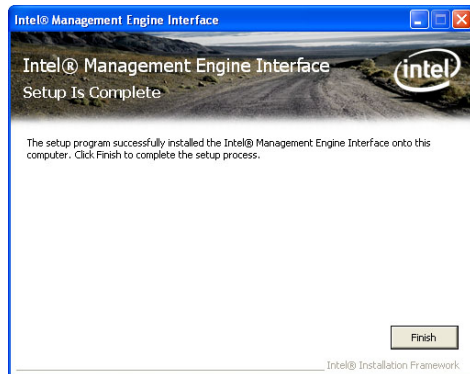 Intel® Management Engine Interface
Intel® Management Engine Interface
Setup Is Complete
intel
The setup program successfully installed the Intel® Management Engine Interface onto this
computer. Click Finish to complete the setup process.
Finish
Intel® Installation Framework